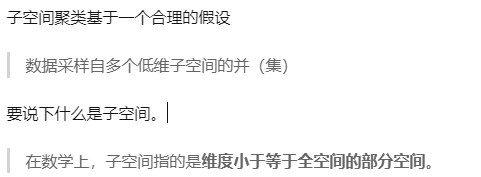 子空间聚类基于一个合理的假设
数据采样自多个低维子空间的并（集）
要说下什么是子空间。
在数学上，子空间指的是维度小于等于全空间的部分空间。